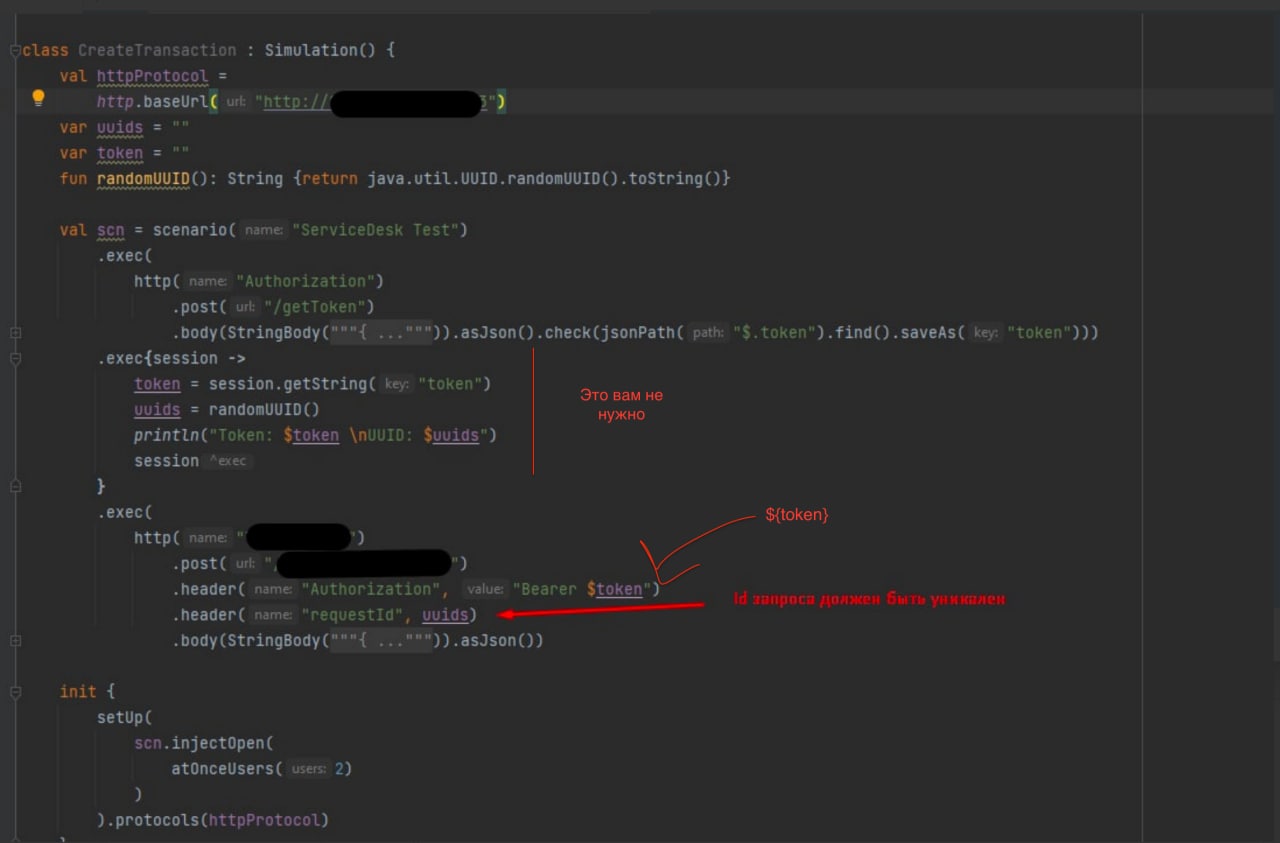 class CreateTransaction : Simulation() {
val httpProtocol =
http.baseUrl( url: "http:// 3")
var uuids = ""
var token = ""
fun randomUUID(): String {return java.util.UUID.randomUUID().toString()}
val scn = scenario( name: "ServiceDesk Test")
.exec(
http( name: "Authorization")
.post( url: "/getToken")
.body(StringBody("""{ ...""")).asJson().check(jsonPath( path: "$.token").find().saveAs( key: "token")))
.exec{session ->
token = session.getString( key: "token")
uuids = randomUUID()
println("Token: $token \nUUID: $uuids")
session ^exec
}
Это вам не
нужно
.exec(
http( name: " ")
.post( url: " ")
.header( name: "Authorization", value: "Bearer $token")
${token}
.header( name: "requestId", uuids)
Id запроса должен быть уникален
.body(StringBody("""{ ...""")).asJson())
init {
setUp(
scn.injectOpen(
atOnceUsers( users: 2)
)
).protocols(httpProtocol)